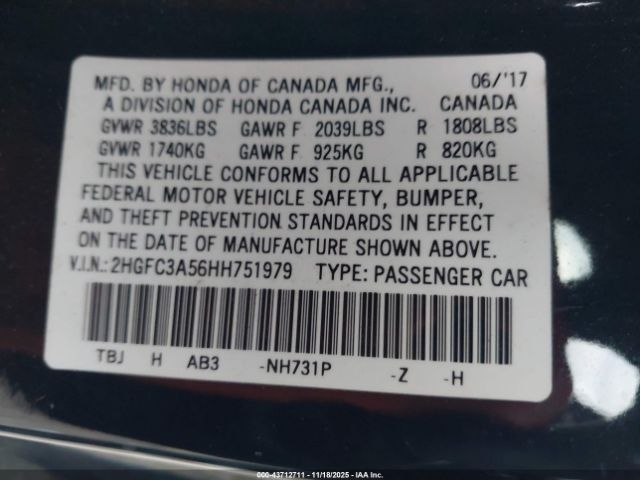 MFD. BY HONDA OF CANADA MFG., 06/'17
A DIVISION OF HONDA CANADA INC. CANADA
GVWR 3836LBS GAWR F 2039LBS R 1808LBS
GVWR 1740KG GAWR F 925KG R 820KG
THIS VEHICLE CONFORMS TO ALL APPLICABLE
FEDERAL MOTOR VEHICLE SAFETY, BUMPER,
AND THEFT PREVENTION STANDARDS IN EFFECT
ON THE DATE OF MANUFACTURE SHOWN ABOVE.
V.I.N.: 2HGFC3A56HH751979 TYPE: PASSENGER CAR
TBJ H AB3 -NH731P -Z -H
000-43712711 - 11/18/2025 - IAA Inc.